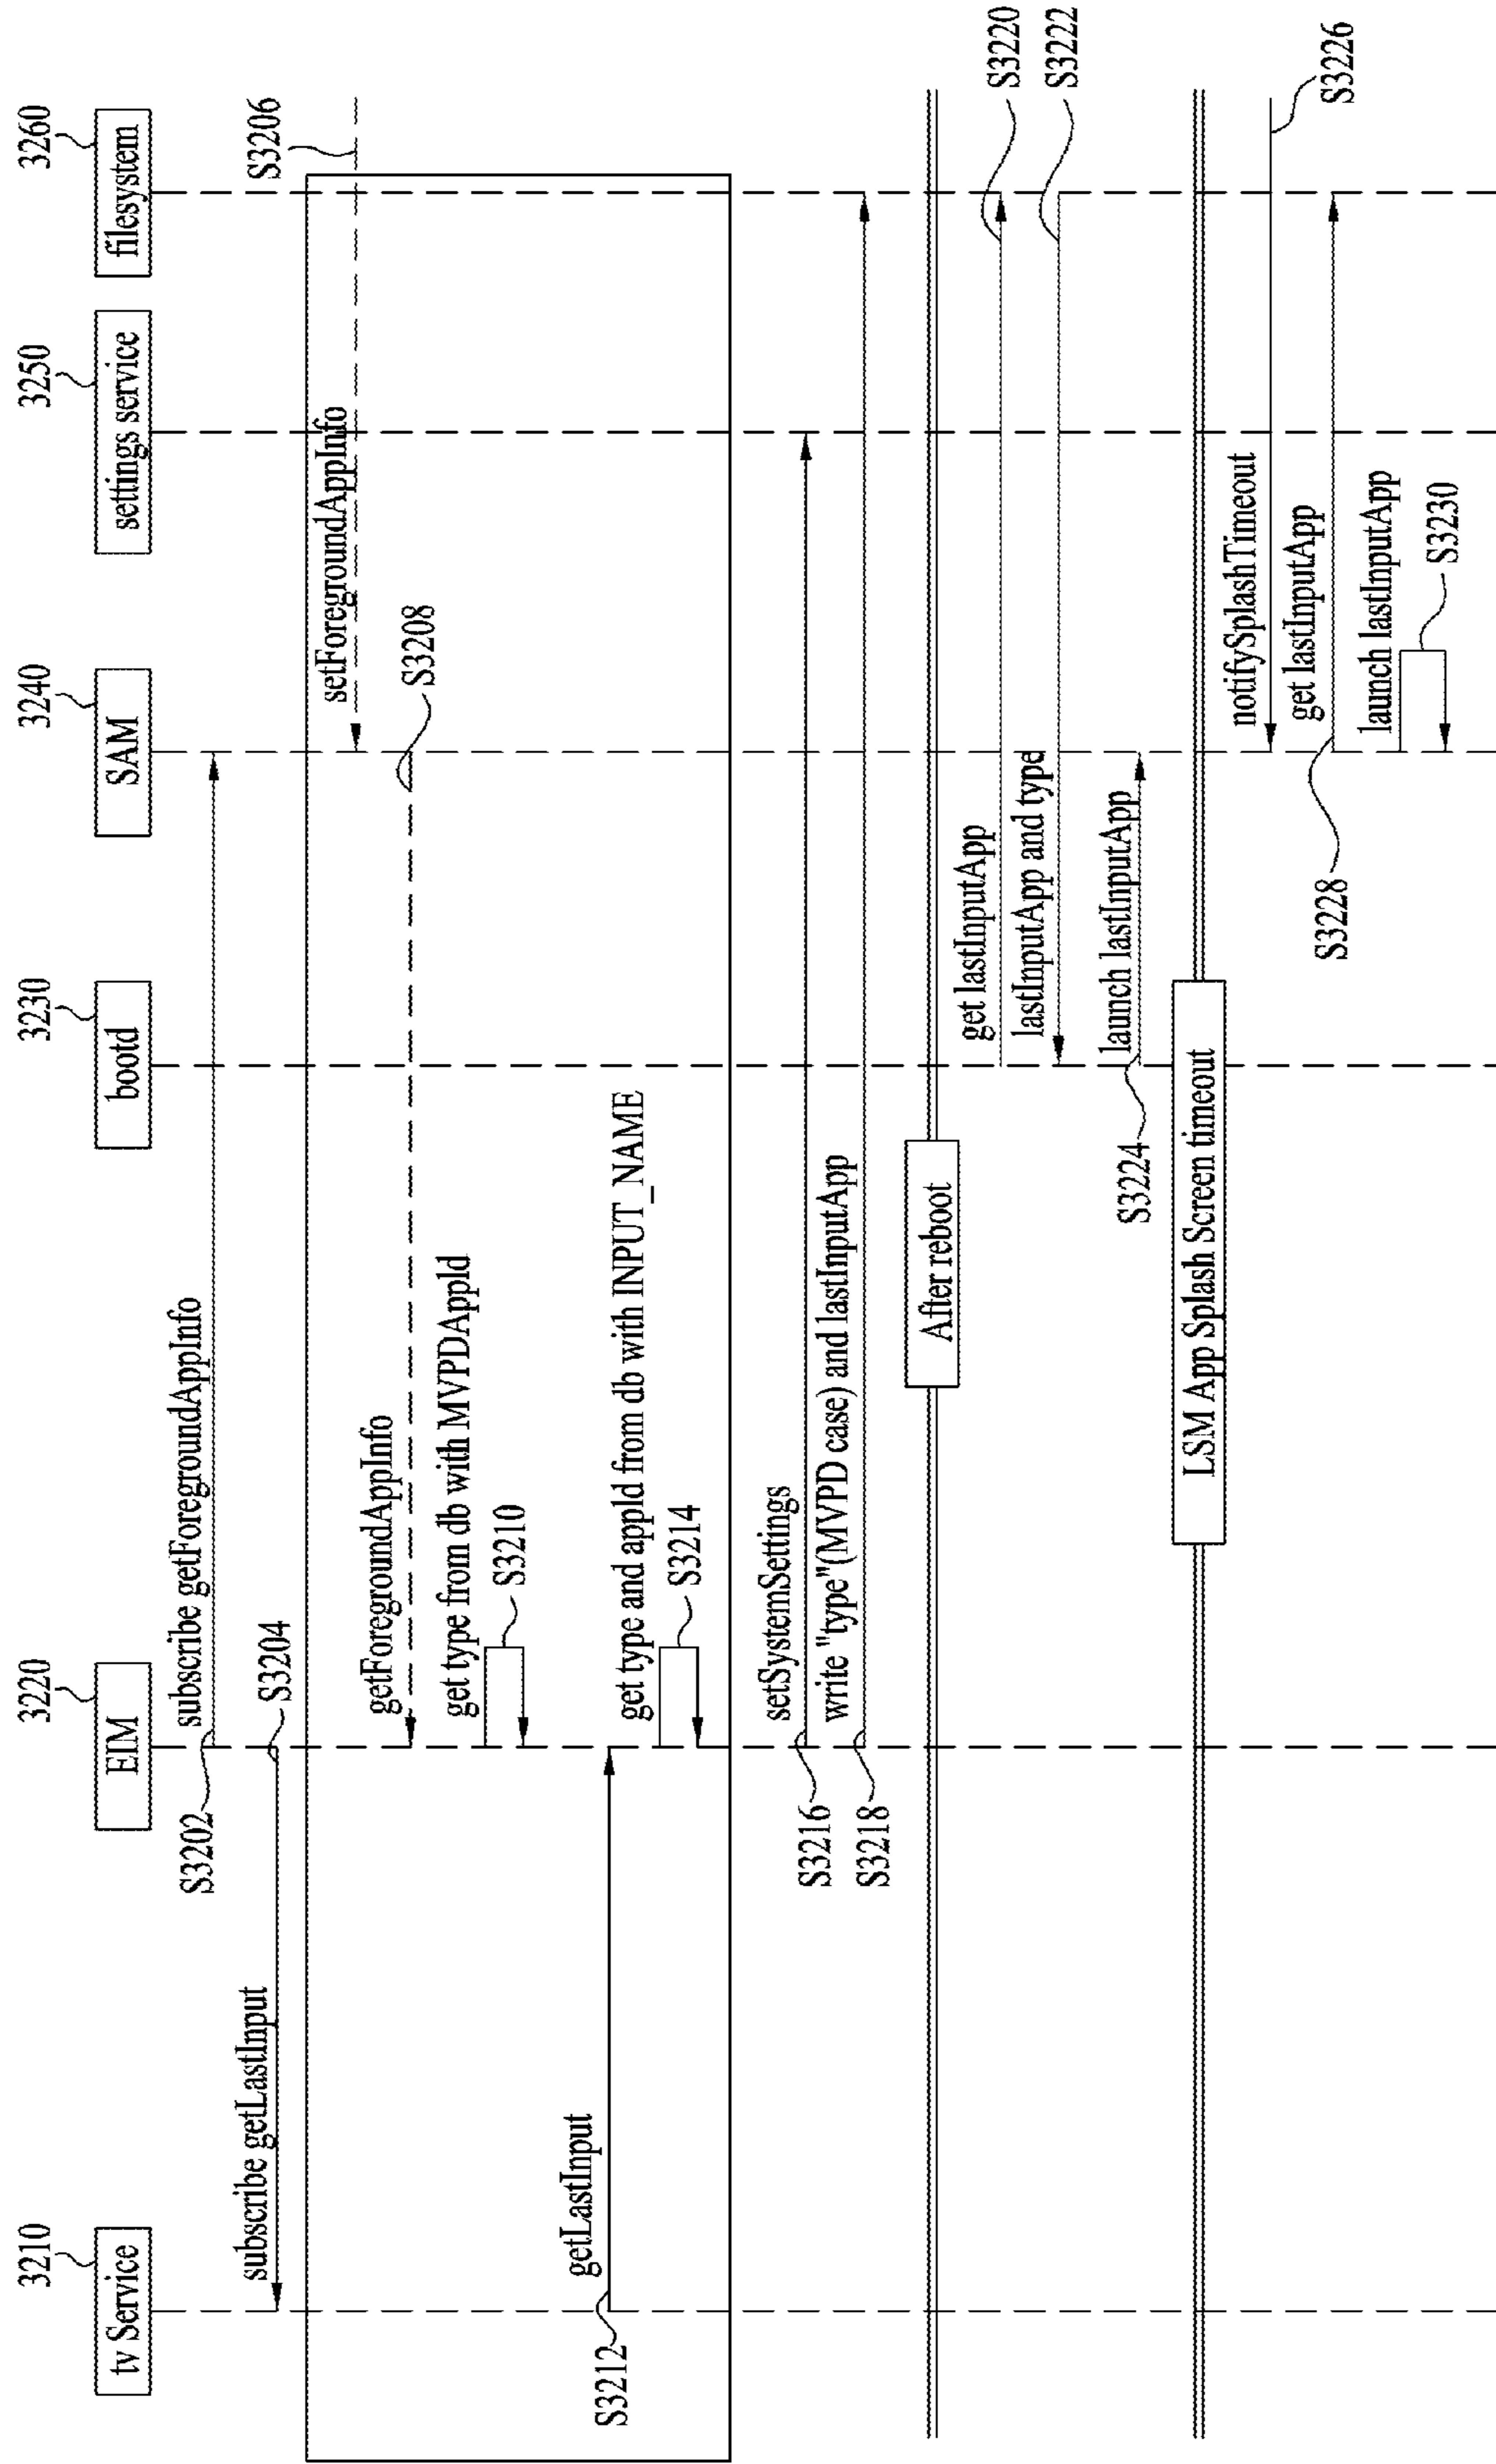 3210
3220
3230
3240
3250
3260
tv Service
EIM
bootd
SAM
settings service
filesystem
subscribe getForegroundAppInfo
S3202
subscribe getLastInput
S3204
S3206
setForegroundAppInfo
S3208
getForegroundAppInfo
get type from db with MVPDAppId
S3210
getLastInput
S3212
get type and appId from db with INPUT_NAME
S3214
setSystemSettings
S3216
write "type"(MVPD case) and lastInputApp
S3218
After reboot
get lastInputApp
S3220
lastInputApp and type
S3222
launch lastInputApp
S3224
LSM App Splash Screen timeout
notifySplashTimeout
S3226
get lastInputApp
S3228
launch lastInputApp
S3230